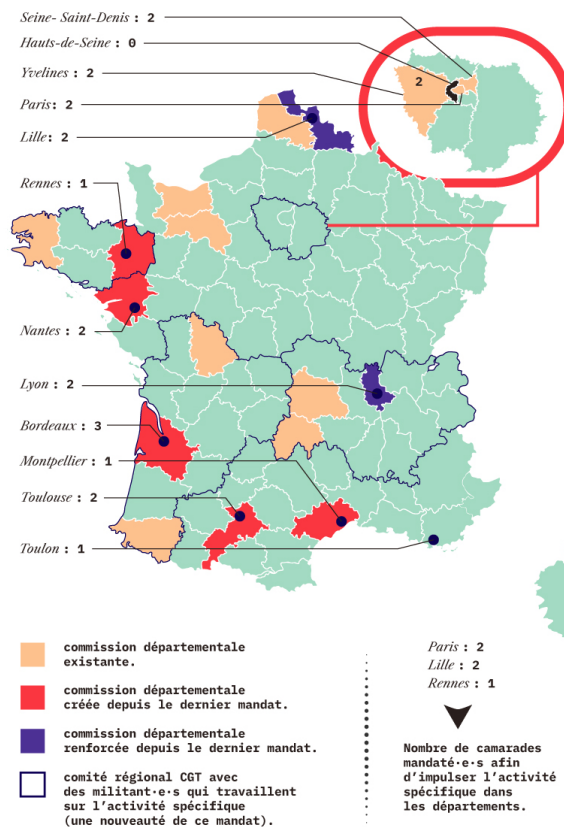 Seine- Saint-Denis : 2
Hauts-de-Seine : 0
Yvelines : 2
2
Paris : 2
Lille : 2
Rennes : 1
Nantes : 2
Lyon : 2
Bordeaux : 3
Montpellier : 1
Toulouse : 2
Toulon : 1
commission départementale
existante.
commission départementale
créée depuis le dernier mandat.
commission départementale
renforcée depuis le dernier mandat.
comité régional CGT avec
des militant·e·s qui travaillent
sur l’activité spécifique
(une nouveauté de ce mandat).
Paris : 2
Lille : 2
Rennes : 1
Nombre de camarades
mandaté·e·s afin
d’impulser l’activité
spécifique dans
les départements.